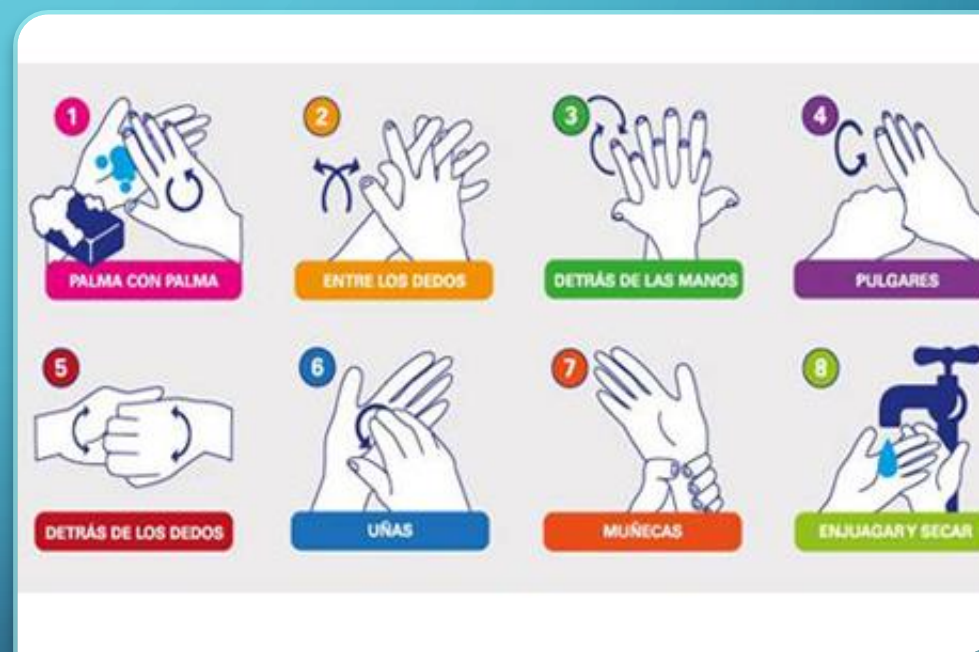 1
PALMA CON PALMA
2
ENTRE LOS DEDOS
3
DETRÁS DE LAS MANOS
4
PULGARES
5
DETRÁS DE LOS DEDOS
6
UÑAS
7
MUÑECAS
8
ENJUAGAR Y SECAR